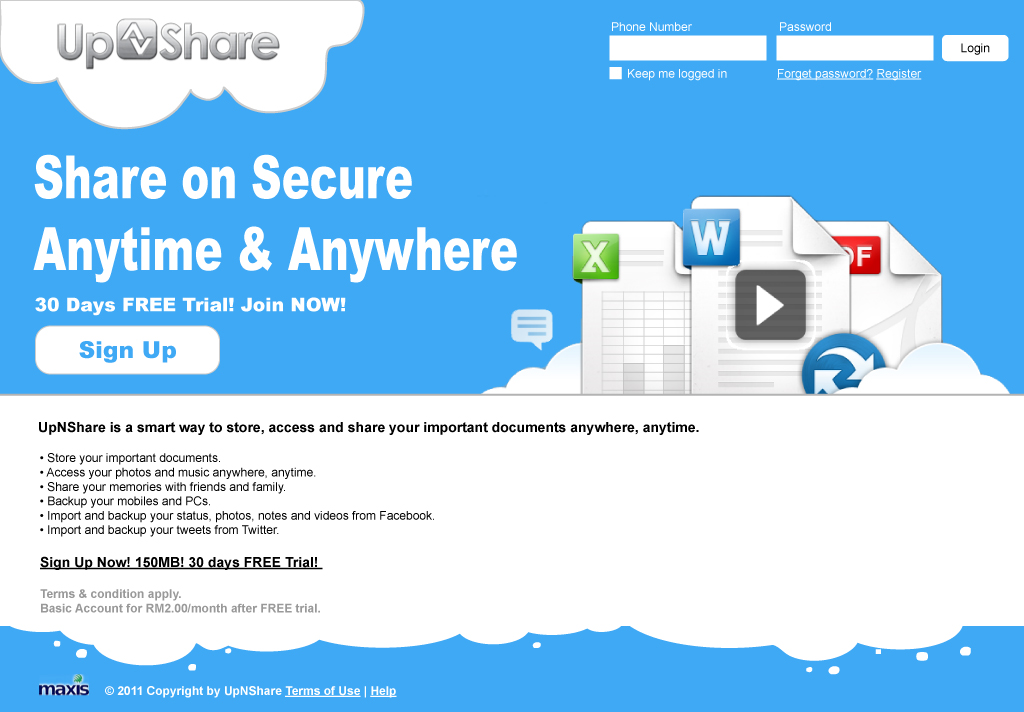 UpNShare
Phone Number
Password
Login
Keep me logged in
Forget password? Register
Share on Secure
Anytime & Anywhere
30 Days FREE Trial! Join NOW!
Sign Up
X
W
DF
UpNShare is a smart way to store, access and share your important documents anywhere, anytime.
• Store your important documents.
• Access your photos and music anywhere, anytime.
• Share your memories with friends and family.
• Backup your mobiles and PCs.
• Import and backup your status, photos, notes and videos from Facebook.
• Import and backup your tweets from Twitter.
Sign Up Now! 150MB! 30 days FREE Trial!
Terms & condition apply.
Basic Account for RM2.00/month after FREE trial.
maxis © 2011 Copyright by UpNShare Terms of Use | Help